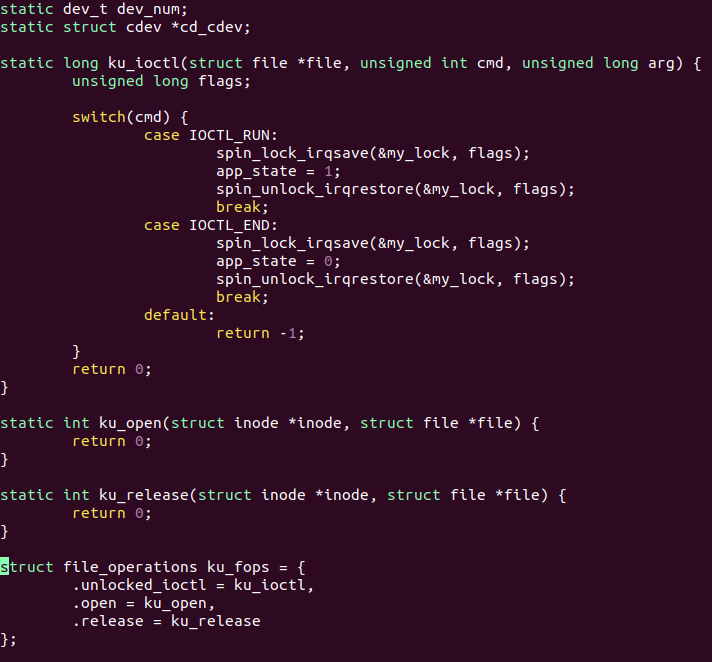 static dev_t dev_num;
static struct cdev *cd_cdev;
static long ku_ioctl(struct file *file, unsigned int cmd, unsigned long arg) {
        unsigned long flags;
        switch(cmd) {
                case IOCTL_RUN:
                        spin_lock_irqsave(&my_lock, flags);
                        app_state = 1;
                        spin_unlock_irqrestore(&my_lock, flags);
                        break;
                case IOCTL_END:
                        spin_lock_irqsave(&my_lock, flags);
                        app_state = 0;
                        spin_unlock_irqrestore(&my_lock, flags);
                        break;
                default:
                        return -1;
        }
        return 0;
}
static int ku_open(struct inode *inode, struct file *file) {
        return 0;
}
static int ku_release(struct inode *inode, struct file *file) {
        return 0;
}
struct file_operations ku_fops = {
        .unlocked_ioctl = ku_ioctl,
        .open = ku_open,
        .release = ku_release
};